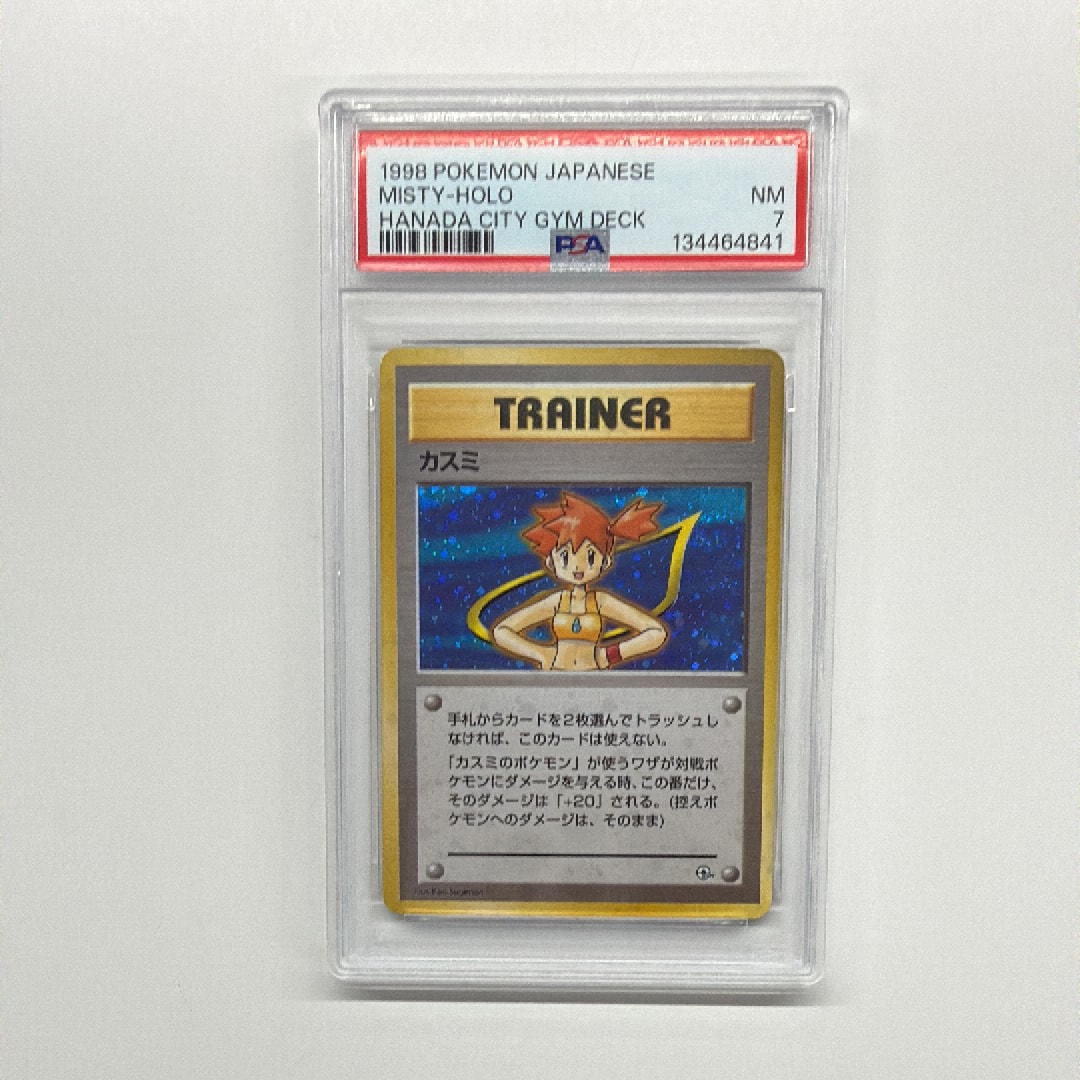 1998 POKEMON JAPANESE
MISTY-HOLO NM
HANADA CITY GYM DECK 7
PSA 134464841
TRAINER
カスミ
手札からカードを2枚選んでトラッシュし
なければ、このカードは使えない。
「カスミのポケモン」が使うワザが対戦ポ
ケモンにダメージを与える時、この番だけ、
そのダメージは「+20」される。(控えポ
ケモンへのダメージは、そのまま)